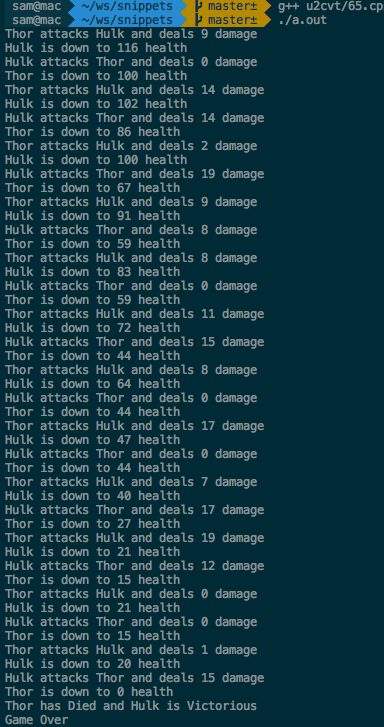 sam@mac ~/ws/snippets master± g++ u2cvt/65.cp
sam@mac ~/ws/snippets master± ./a.out
Thor attacks Hulk and deals 9 damage
Hulk is down to 116 health
Hulk attacks Thor and deals 0 damage
Thor is down to 100 health
Thor attacks Hulk and deals 14 damage
Hulk is down to 102 health
Hulk attacks Thor and deals 14 damage
Thor is down to 86 health
Thor attacks Hulk and deals 2 damage
Hulk is down to 100 health
Hulk attacks Thor and deals 19 damage
Thor is down to 67 health
Thor attacks Hulk and deals 9 damage
Hulk is down to 91 health
Hulk attacks Thor and deals 8 damage
Thor is down to 59 health
Thor attacks Hulk and deals 8 damage
Hulk is down to 83 health
Hulk attacks Thor and deals 0 damage
Thor is down to 59 health
Thor attacks Hulk and deals 11 damage
Hulk is down to 72 health
Hulk attacks Thor and deals 15 damage
Thor is down to 44 health
Thor attacks Hulk and deals 8 damage
Hulk is down to 64 health
Hulk attacks Thor and deals 0 damage
Thor is down to 44 health
Thor attacks Hulk and deals 17 damage
Hulk is down to 47 health
Hulk attacks Thor and deals 0 damage
Thor is down to 44 health
Thor attacks Hulk and deals 7 damage
Hulk is down to 40 health
Hulk attacks Thor and deals 17 damage
Thor is down to 27 health
Thor attacks Hulk and deals 19 damage
Hulk is down to 21 health
Hulk attacks Thor and deals 12 damage
Thor is down to 15 health
Thor attacks Hulk and deals 0 damage
Hulk is down to 21 health
Hulk attacks Thor and deals 0 damage
Thor is down to 15 health
Thor attacks Hulk and deals 1 damage
Hulk is down to 20 health
Hulk attacks Thor and deals 15 damage
Thor is down to 0 health
Thor has Died and Hulk is Victorious
Game Over